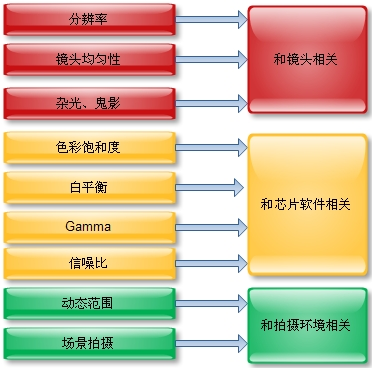 分辨率
镜头均匀性
杂光、鬼影
和镜头相关
色彩饱和度
白平衡
Gamma
信噪比
和芯片软件相关
动态范围
场景拍摄
和拍摄环境相关